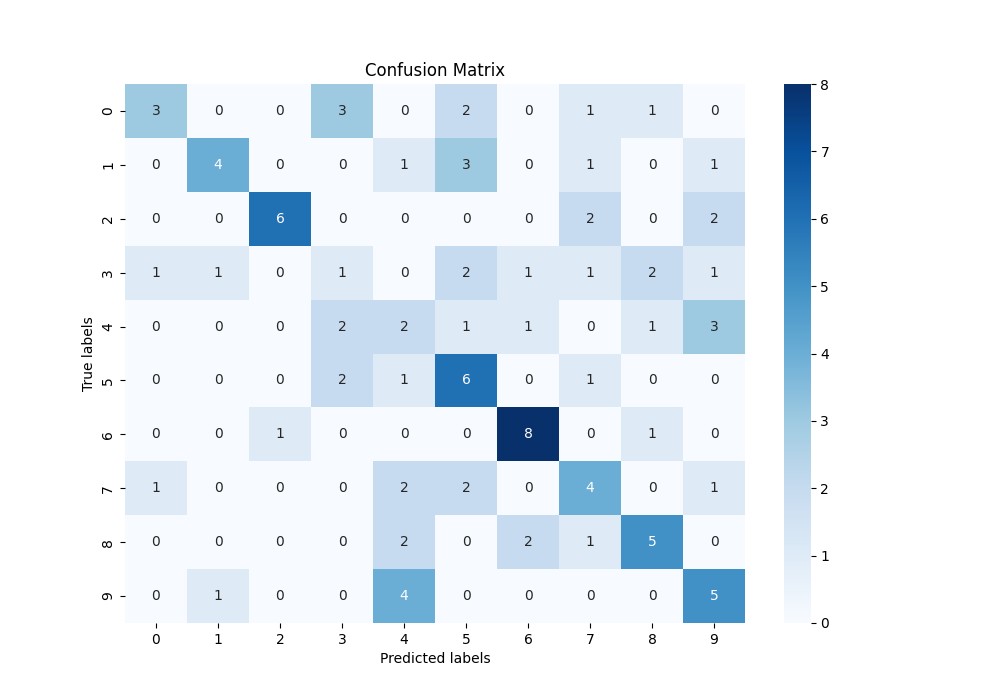 Confusion Matrix
0 3 0 0 3 0 2 0 1 1 0
1 0 4 0 0 1 3 0 1 0 1
2 0 0 6 0 0 0 0 2 0 2
3 1 1 0 1 0 2 1 1 2 1
4 0 0 0 2 2 1 1 0 1 3
5 0 0 0 2 1 6 0 1 0 0
6 0 0 1 0 0 0 8 0 1 0
7 1 0 0 0 2 2 0 4 0 1
8 0 0 0 0 2 0 2 1 5 0
9 0 1 0 0 4 0 0 0 0 5
0 1 2 3 4 5 6 7 8 9
Predicted labels
True labels
8
7
6
5
4
3
2
1
0